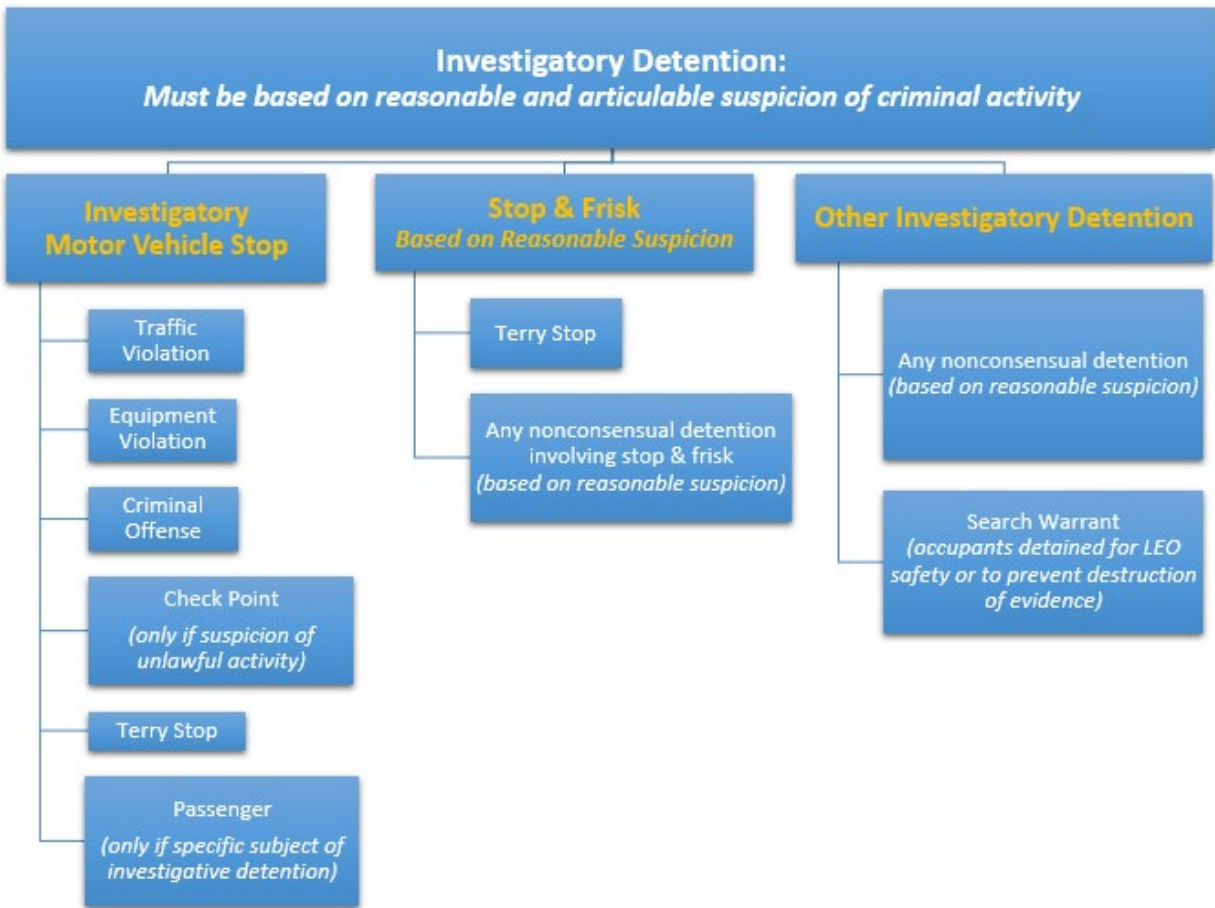 Investigatory Detention:
Must be based on reasonable and articulable suspicion of criminal activity
Investigatory
Motor Vehicle Stop
Traffic
Violation
Equipment
Violation
Criminal
Offense
Check Point
(only if suspicion of
unlawful activity)
Terry Stop
Passenger
(only if specific subject of
investigative detention)
Stop & Frisk
Based on Reasonable Suspicion
Terry Stop
Any nonconsensual detention
involving stop & frisk
(based on reasonable suspicion)
Other Investigatory Detention
Any nonconsensual detention
(based on reasonable suspicion)
Search Warrant
(occupants detained for LEO
safety or to prevent destruction
of evidence)